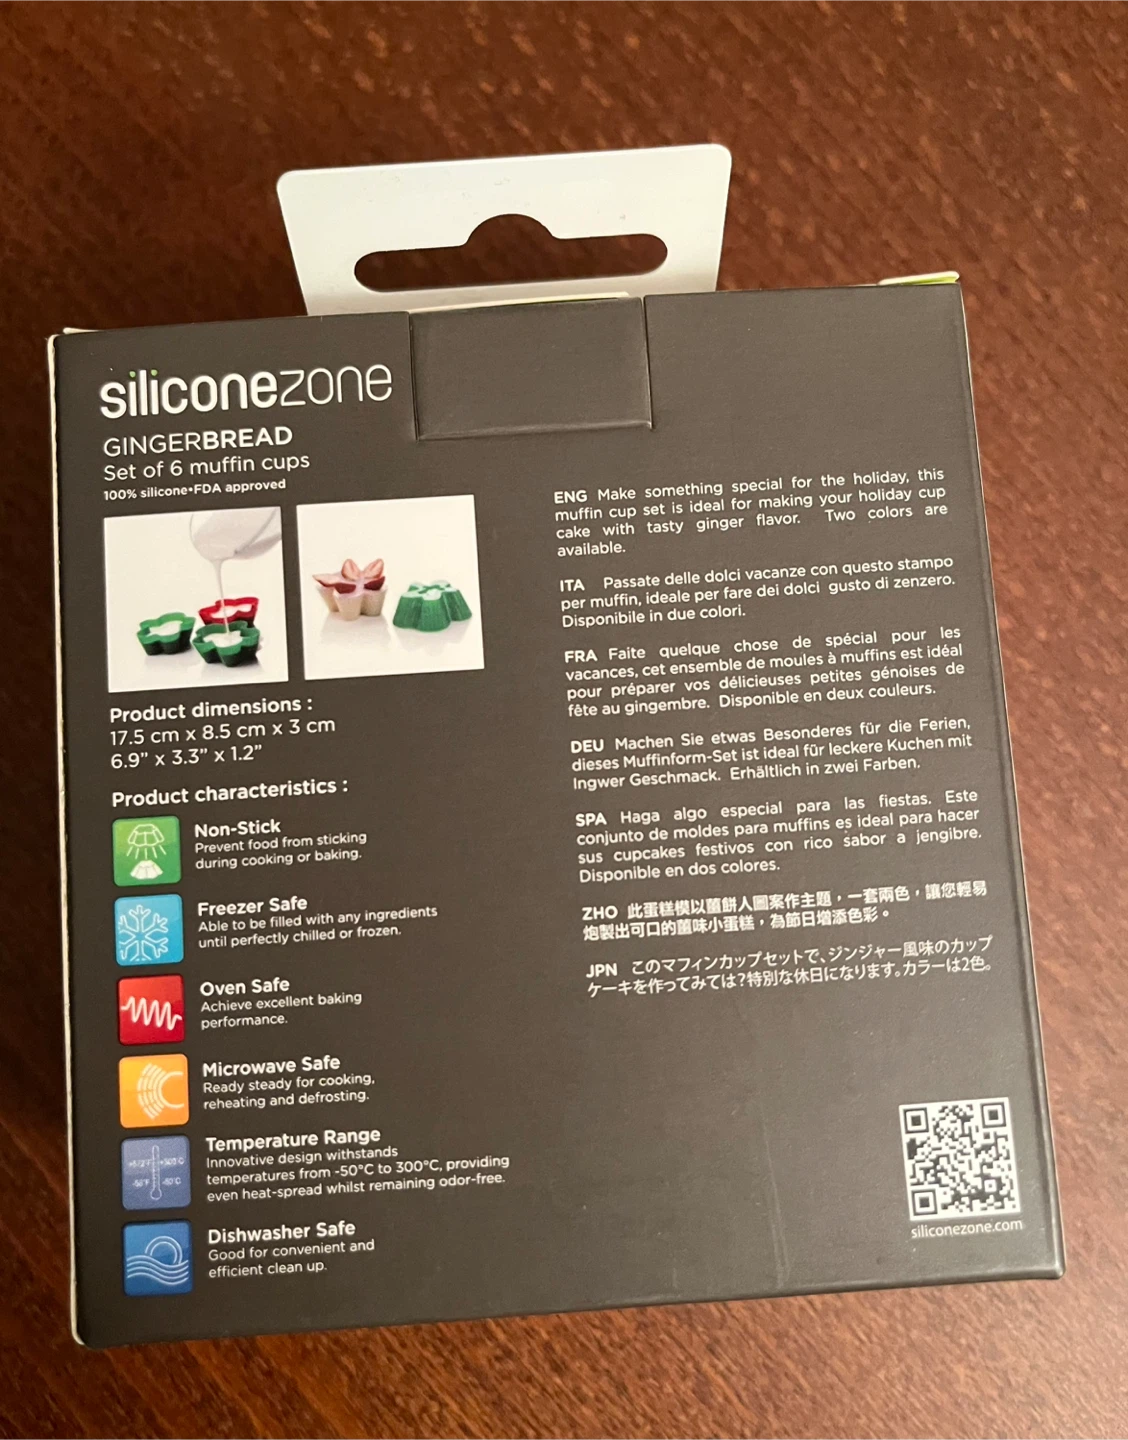 siliconezone
GINGERBREAD
Set of 6 muffin cups
100% silicone•FDA approved
Product dimensions :
17.5 cm x 8.5 cm x 3 cm
6.9” x 3.3” x 1.2”
Product characteristics :
Non-Stick
Prevent food from sticking
during cooking or baking.
Freezer Safe
Able to be filled with any ingredients
until perfectly chilled or frozen.
Oven Safe
Achieve excellent baking
performance.
Microwave Safe
Ready steady for cooking,
reheating and defrosting.
Temperature Range
Innovative design withstands
temperatures from -50°C to 300°C, providing
even heat-spread whilst remaining odor-free.
Dishwasher Safe
Good for convenient and
efficient clean up.
ENG Make something special for the holiday, this
muffin cup set is ideal for making your holiday cup
cake with tasty ginger flavor. Two colors are
available.
ITA Passate delle dolci vacanze con questo stampo
per muffin, ideale per fare dei dolci gusto di zenzero.
Disponibile in due colori.
FRA Faite quelque chose de spécial pour les
vacances, cet ensemble de moules à muffins est idéal
pour préparer vos délicieuses petites génoises de
fête au gingembre. Disponible en deux couleurs.
DEU Machen Sie etwas Besonderes für die Ferien,
dieses Muffinform-Set ist ideal für leckere Kuchen mit
Ingwer Geschmack. Erhältlich in zwei Farben.
SPA Haga algo especial para las fiestas. Este
conjunto de moldes para muffins es ideal para hacer
sus cupcakes festivos con rico sabor a jengibre.
Disponible en dos colores.
ZHO 此蛋糕模以薑餅人圖案作主題，一套兩色，讓您輕易
炮製出可口的薑味小蛋糕，為節日增添色彩。
JPN このマフィンカップセットで、ジンジャー風味のカップ
ケーキを作ってみては?特別な休日になります。カラーは2色。
siliconezone.com